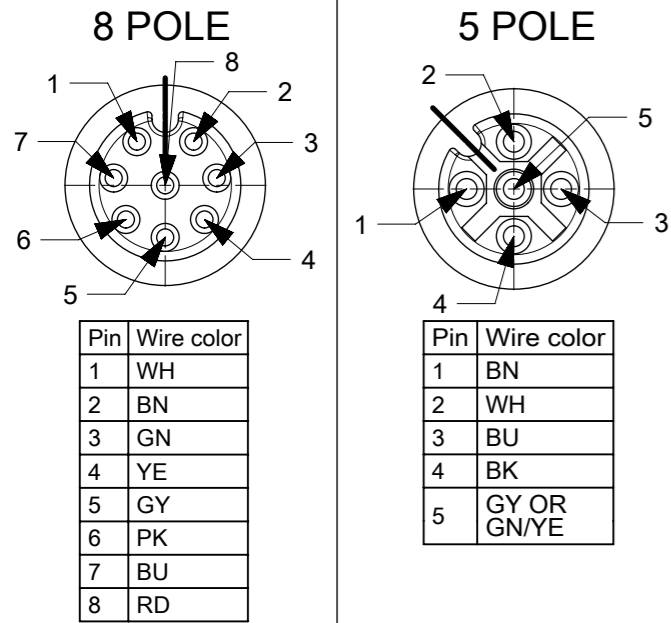 8 POLE
8
1
2
7
3
6
4
5
Pin Wire color
1 WH
2 BN
3 GN
4 YE
5 GY
6 PK
7 BU
8 RD
5 POLE
2
5
1
3
4
Pin Wire color
1 BN
2 WH
3 BU
4 BK
5 GY OR
GN/YE